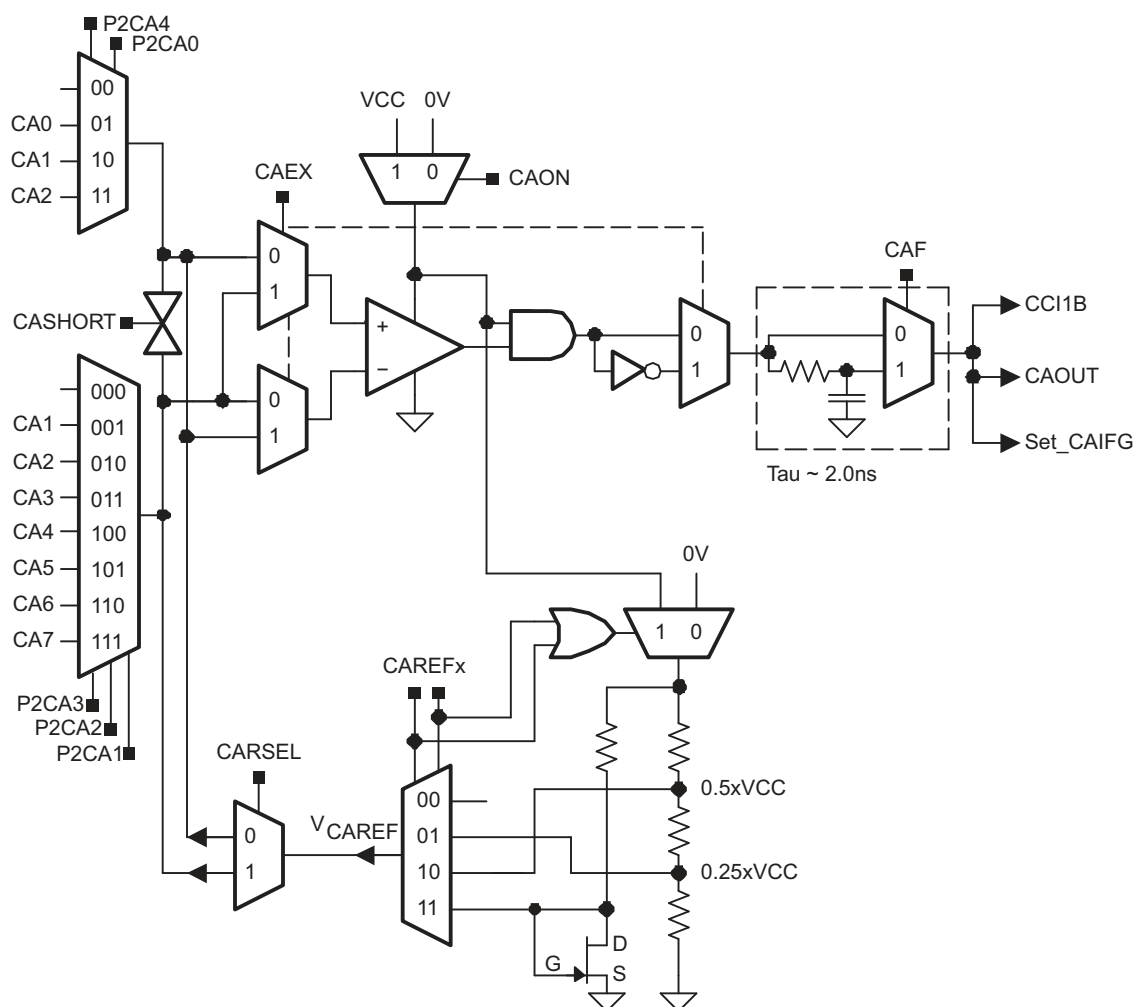 P2CA4
P2CA0
00
CA0 01
CA1 10
CA2 11
VCC 0V
1 0
CAON
CAEX
0
1
CASHORT
+
−
0
1
0
1
CAF
0
1
CCI1B
CAOUT
Set_CAIFG
Tau ~ 2.0ns
000
CA1 001
CA2 010
CA3 011
CA4 100
CA5 101
CA6 110
CA7 111
P2CA3
P2CA2
P2CA1
0V
1 0
CAREFx
CARSEL
0
1
VCAREF
00
01
10
11
0.5xVCC
0.25xVCC
D
G
S